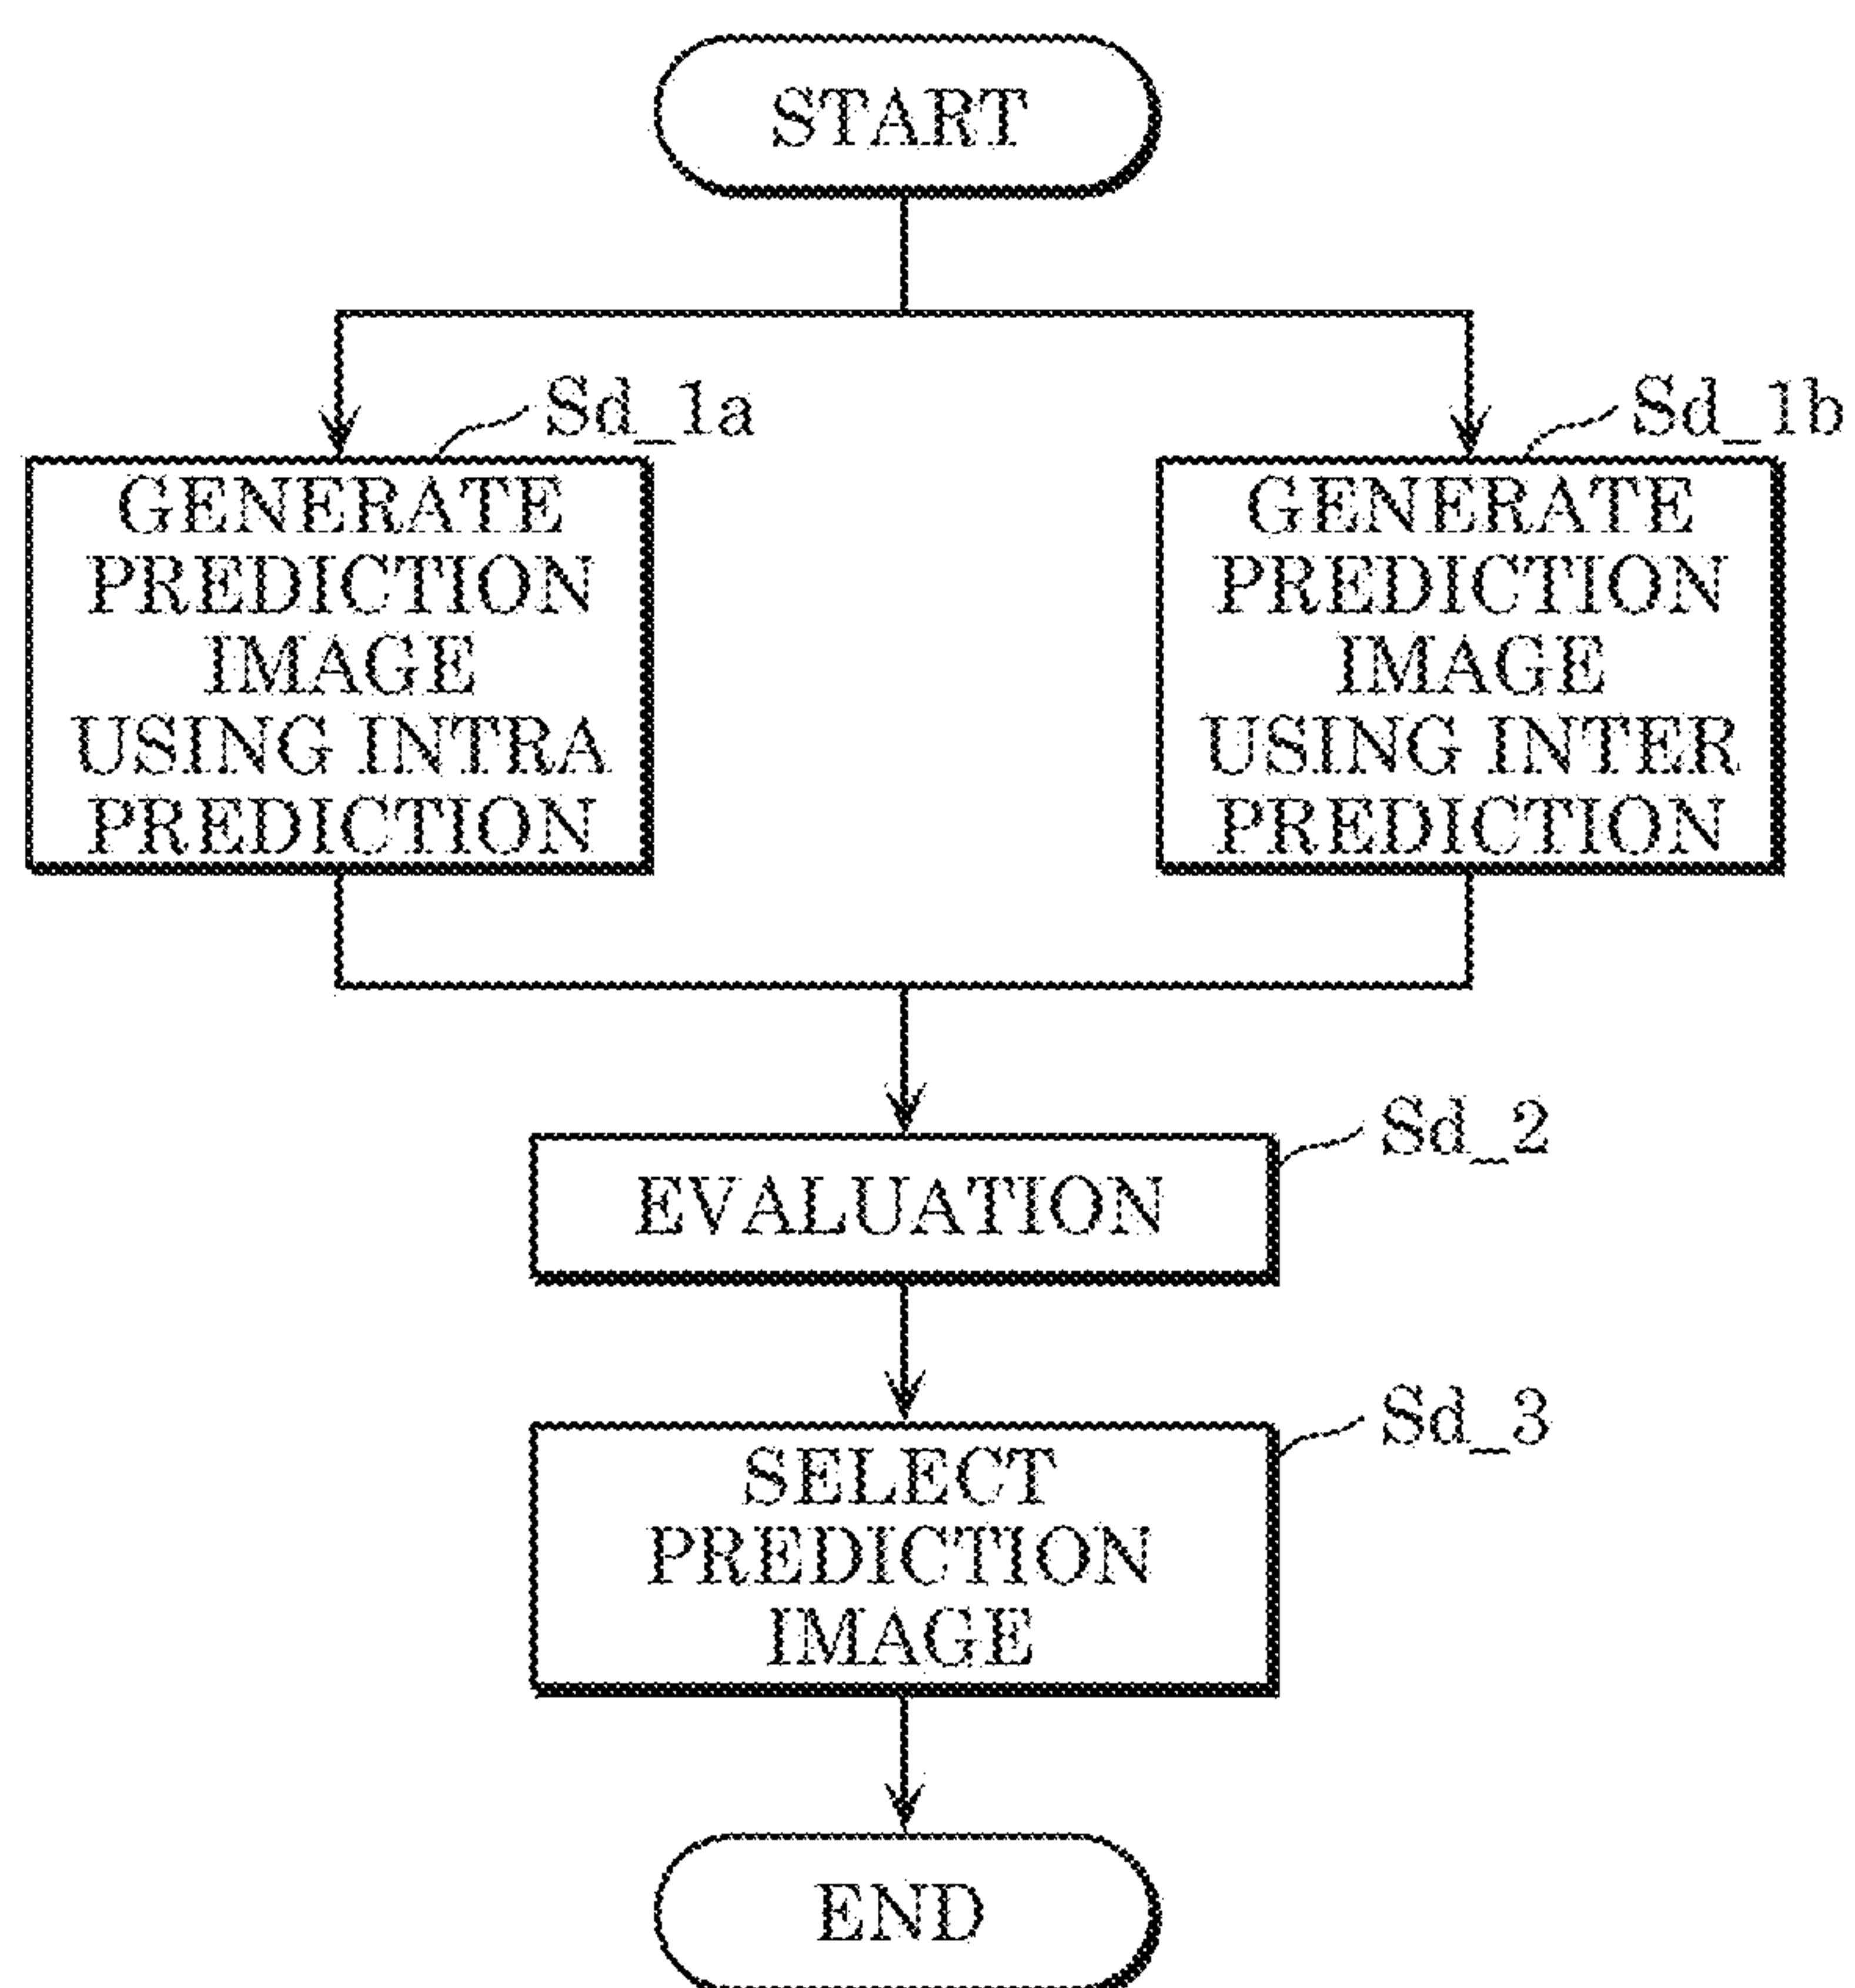 START
Sd_1a
GENERATE
PREDICTION
IMAGE
USING INTRA
PREDICTION
Sd_1b
GENERATE
PREDICTION
IMAGE
USING INTER
PREDICTION
Sd_2
EVALUATION
Sd_3
SELECT
PREDICTION
IMAGE
END